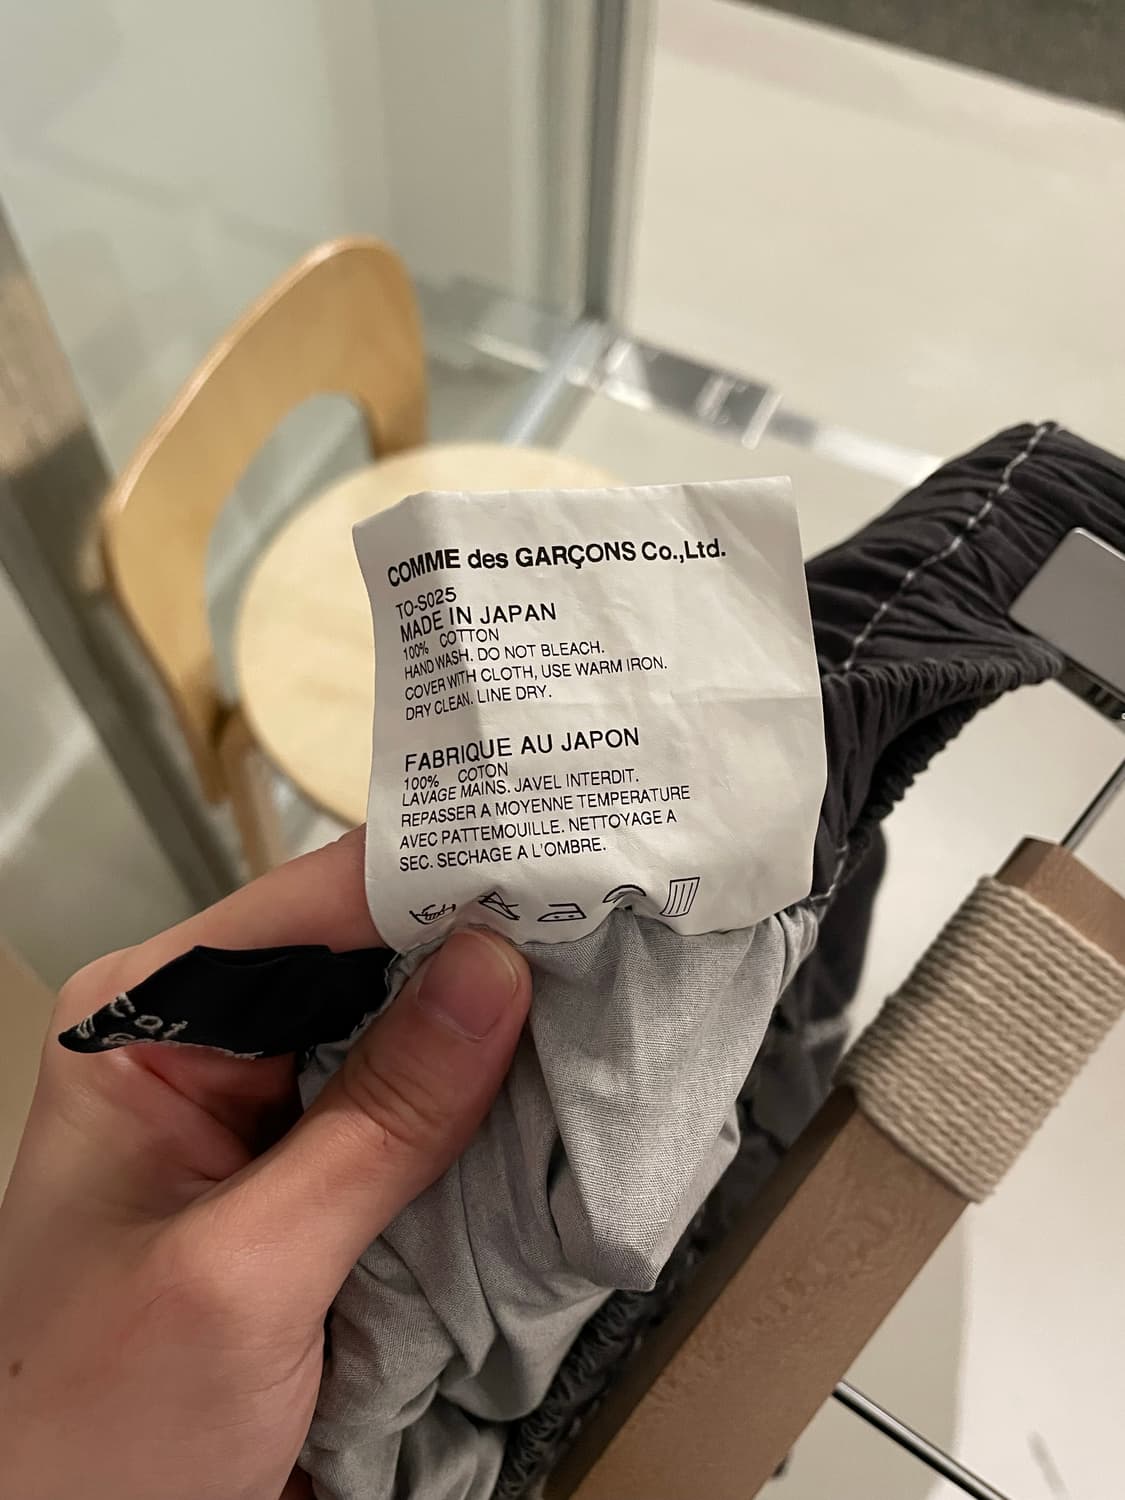 COMME des GARÇONS Co.,Ltd.
TO-S025
MADE IN JAPAN
100% COTTON
HAND WASH. DO NOT BLEACH.
COVER WITH CLOTH, USE WARM IRON.
DRY CLEAN. LINE DRY.
FABRIQUE AU JAPON
100% COTON
LAVAGE MAINS. JAVEL INTERDIT.
REPASSER A MOYENNE TEMPERATURE
AVEC PATTEMOUILLE. NETTOYAGE A
SEC. SECHAGE A L'OMBRE.